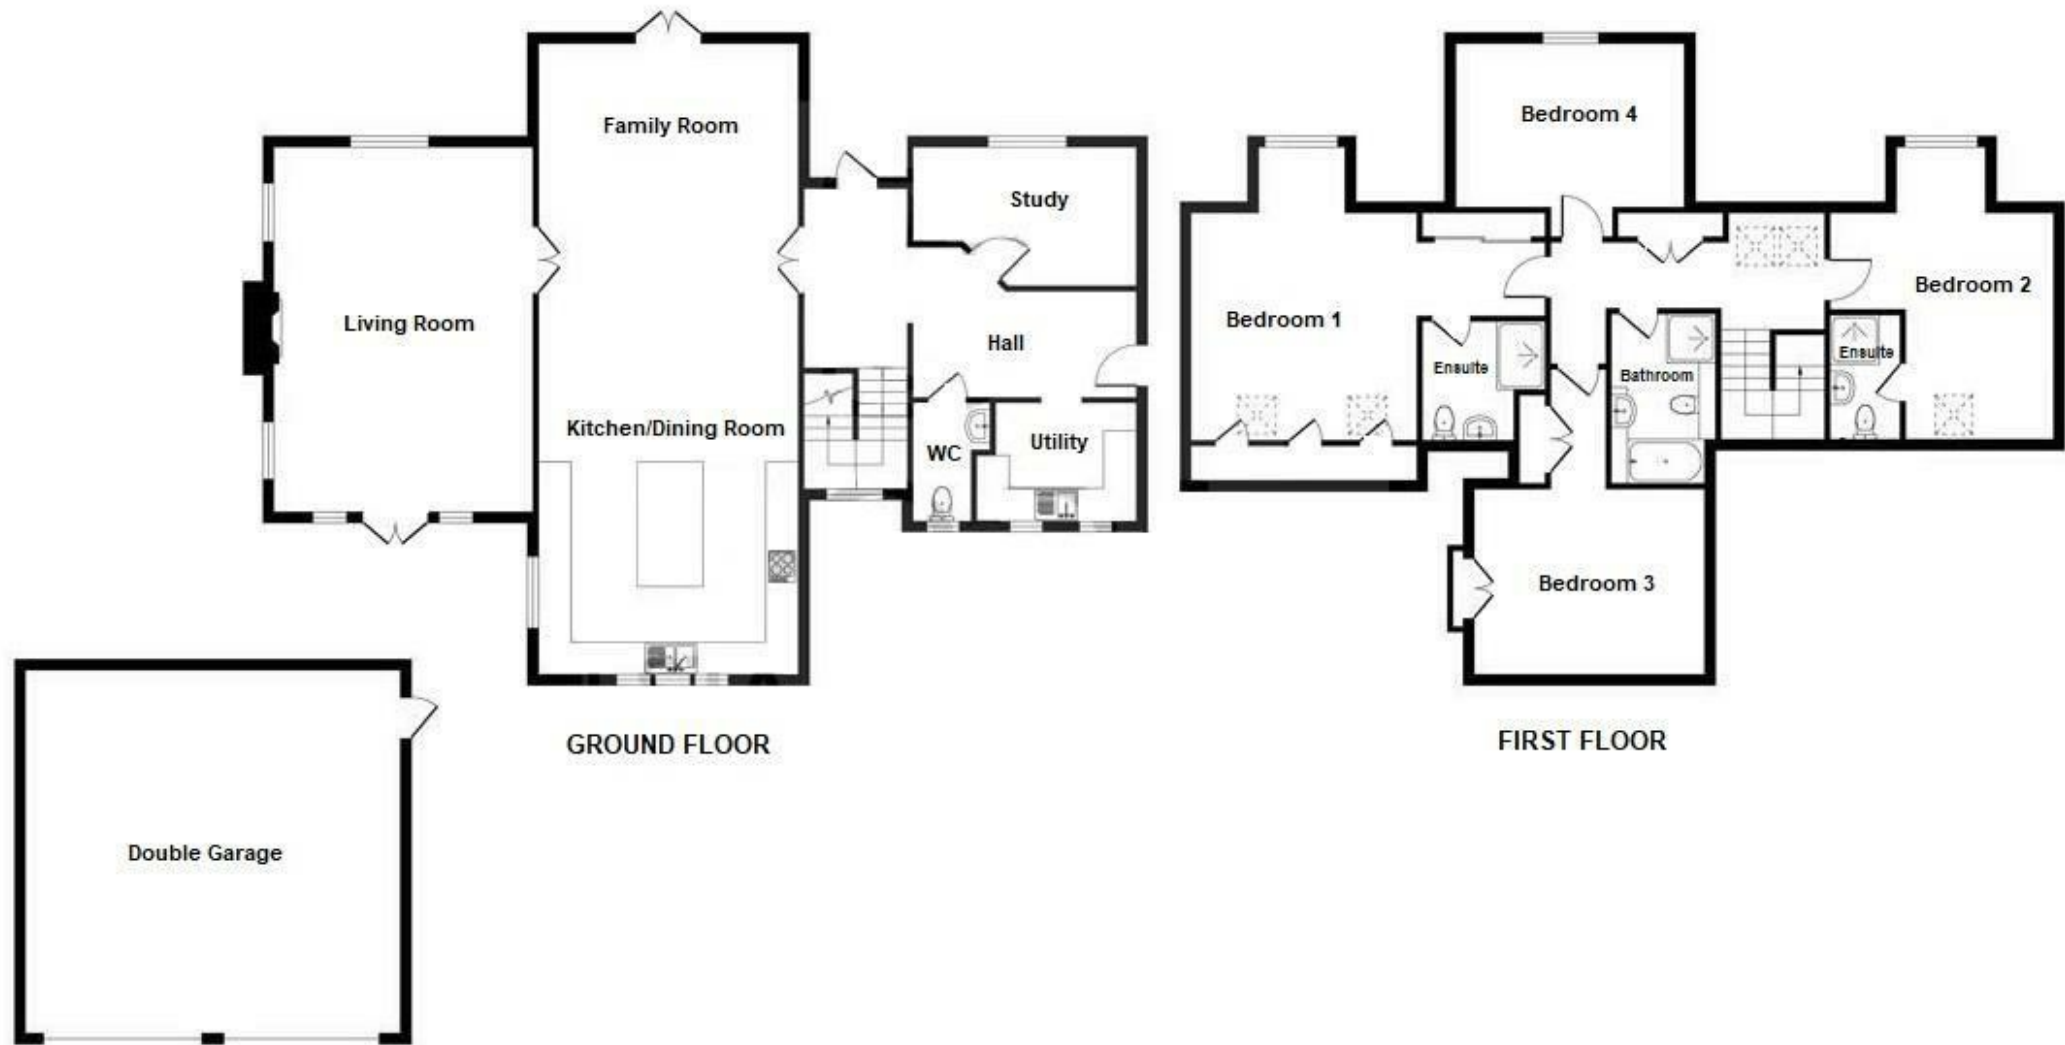 Family Room
Study
Living Room
Hall
Kitchen/Dining Room
Utility
WC
GROUND FLOOR
Double Garage
Bedroom 4
Bedroom 2
Bedroom 1
Ensuite
Ensuite
Bathroom
Bedroom 3
FIRST FLOOR